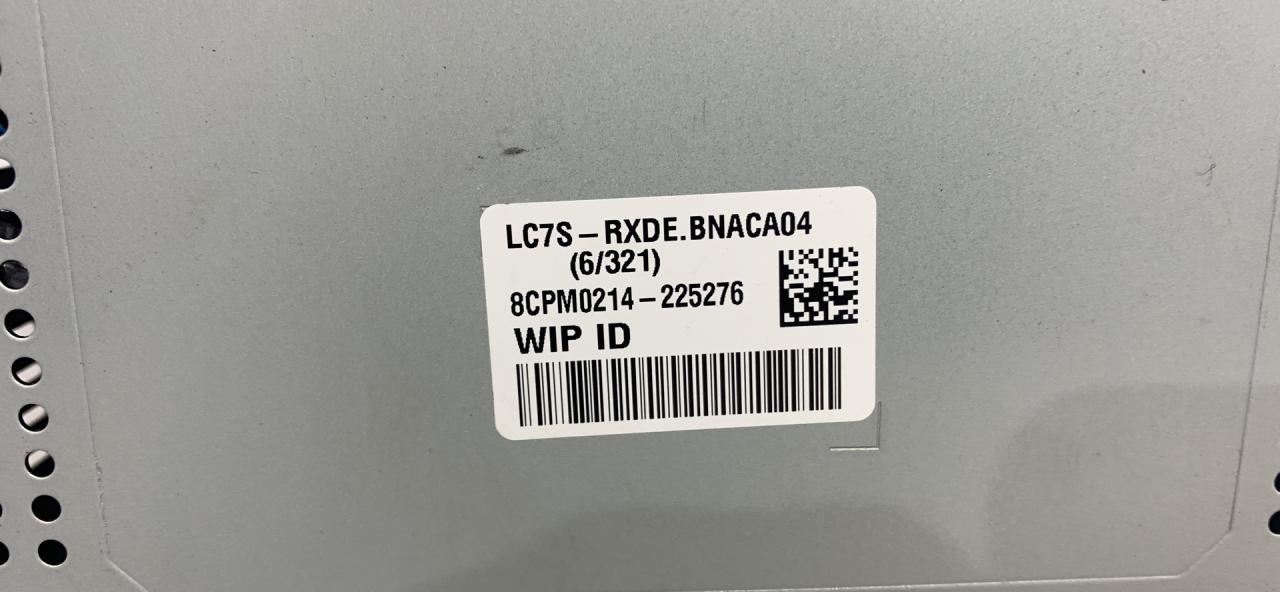 LC7S-RXDE.BNACA04
(6/321)
8CPM0214-225276
WIP ID